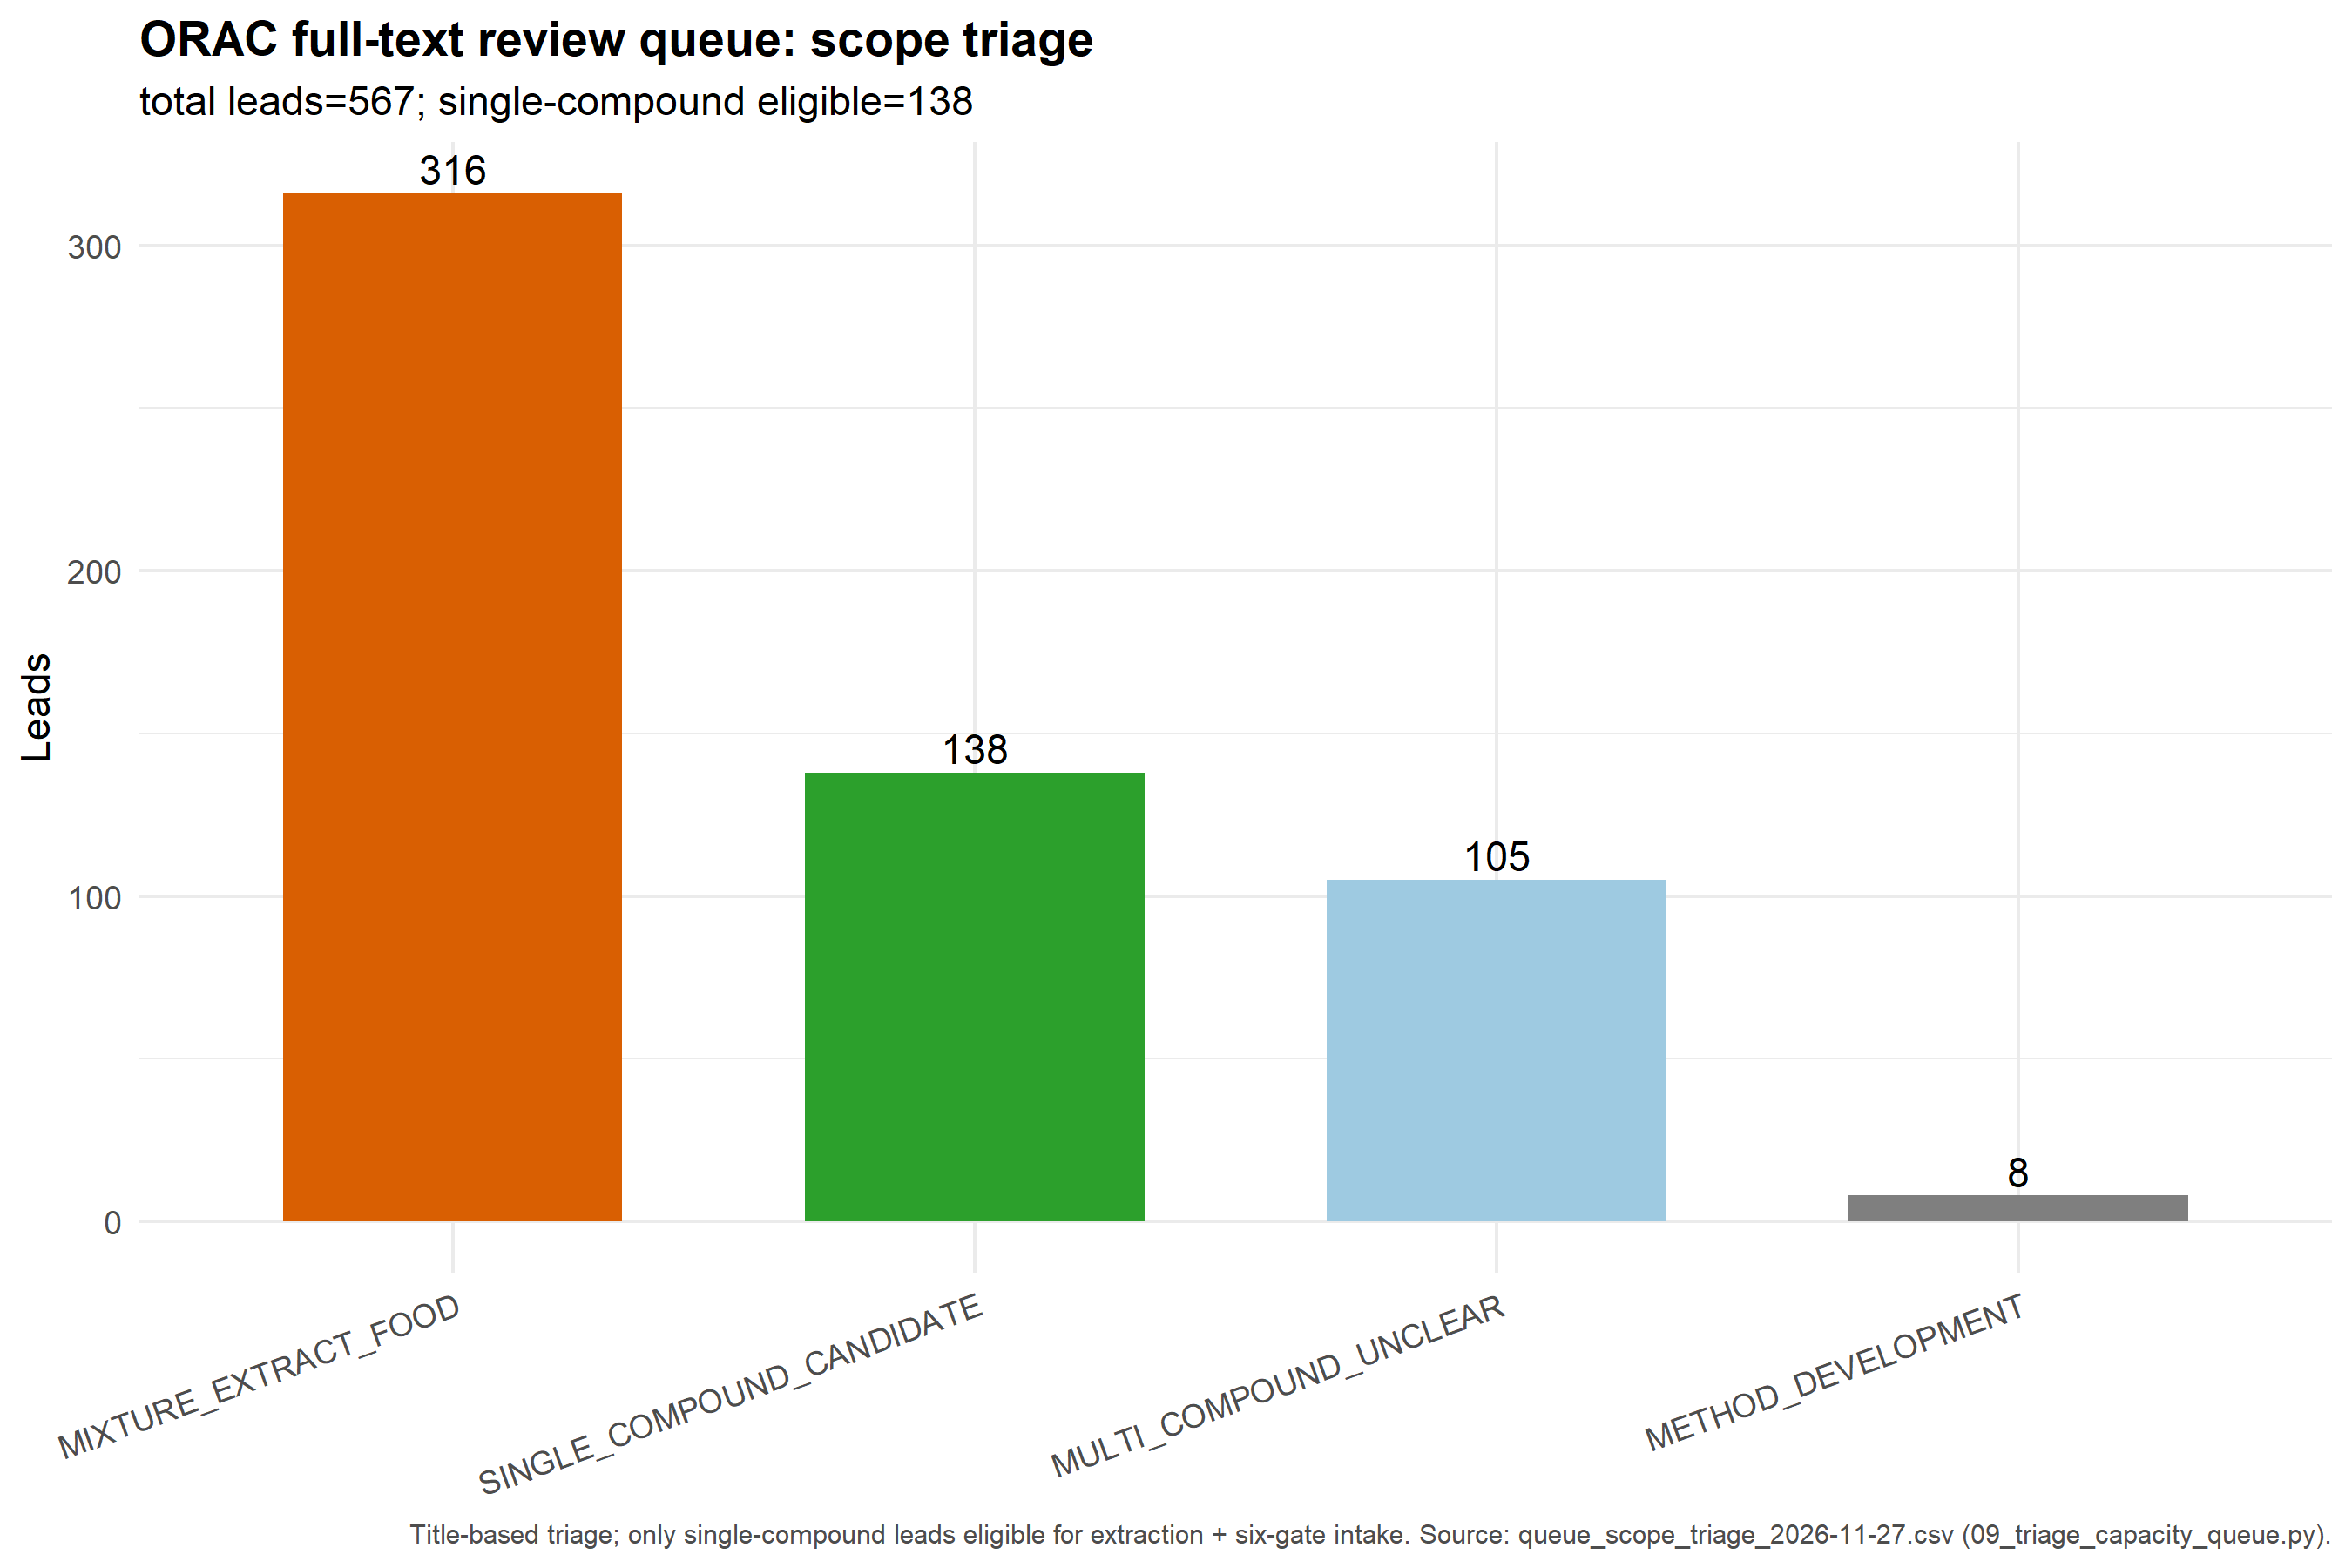 ORAC full-text review queue: scope triage
total leads=567; single-compound eligible=138
316
300
138
200
Leads
105
100
8
0
MIXTURE_EXTRACT_FOOD
SINGLE_COMPOUND_CANDIDATE
MULTI_COMPOUND_UNCLEAR
METHOD_DEVELOPMENT
Title-based triage; only single-compound leads eligible for extraction + six-gate intake. Source: queue_scope_triage_2026-11-27.csv (09_triage_capacity_queue.py).